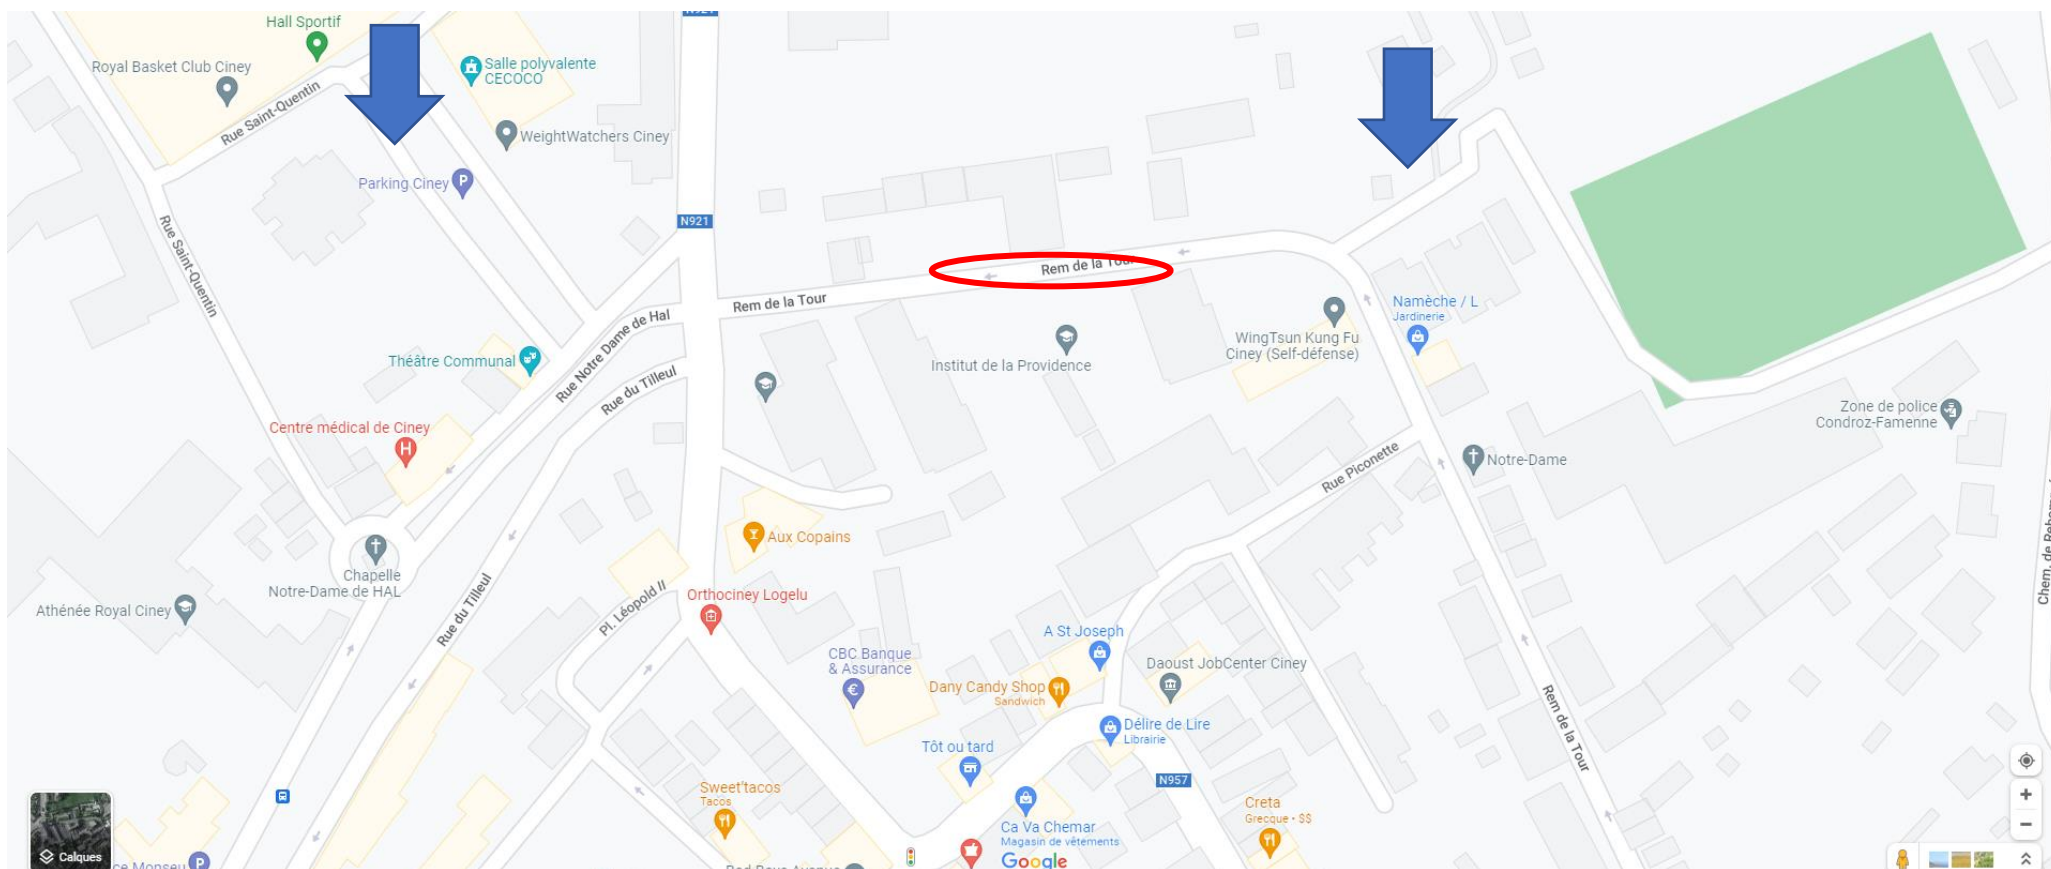 N921
Hall Sportif
Royal Basket Club Ciney
Salle polyvalente
CECOCO
Rue Saint-Quentin
WeightWatchers Ciney
Parking Ciney
P
N921
Rue Saint-Quentin
Rem de la Tour
Rem de la Tour
Rue Notre Dame de Hal
Namèche / L
Jardinerie
WingTsun Kung Fu
Ciney (Self-défense)
Institut de la Providence
Théâtre Communal
Rue du Tilleul
Zone de police
Condroz-Famenne
Centre médical de Ciney
H
Rue Piconette
Notre-Dame
Aux Copains
Chapelle
Notre-Dame de HAL
Athénée Royal Ciney
Rue du Tilleul
Pl. Léopold II
Orthociney Logelu
A St Joseph
CBC Banque
& Assurance
€
Daoust JobCenter Ciney
Dany Candy Shop
Sandwich
Délire de Lire
Librairie
Rem de la Tour
Tôt ou tard
N957
Sweet'tacos
Tacos
Creta
Grecque • $$
Ca Va Chemar
Magasin de vêtements
Google
Calques
P
Chem. de